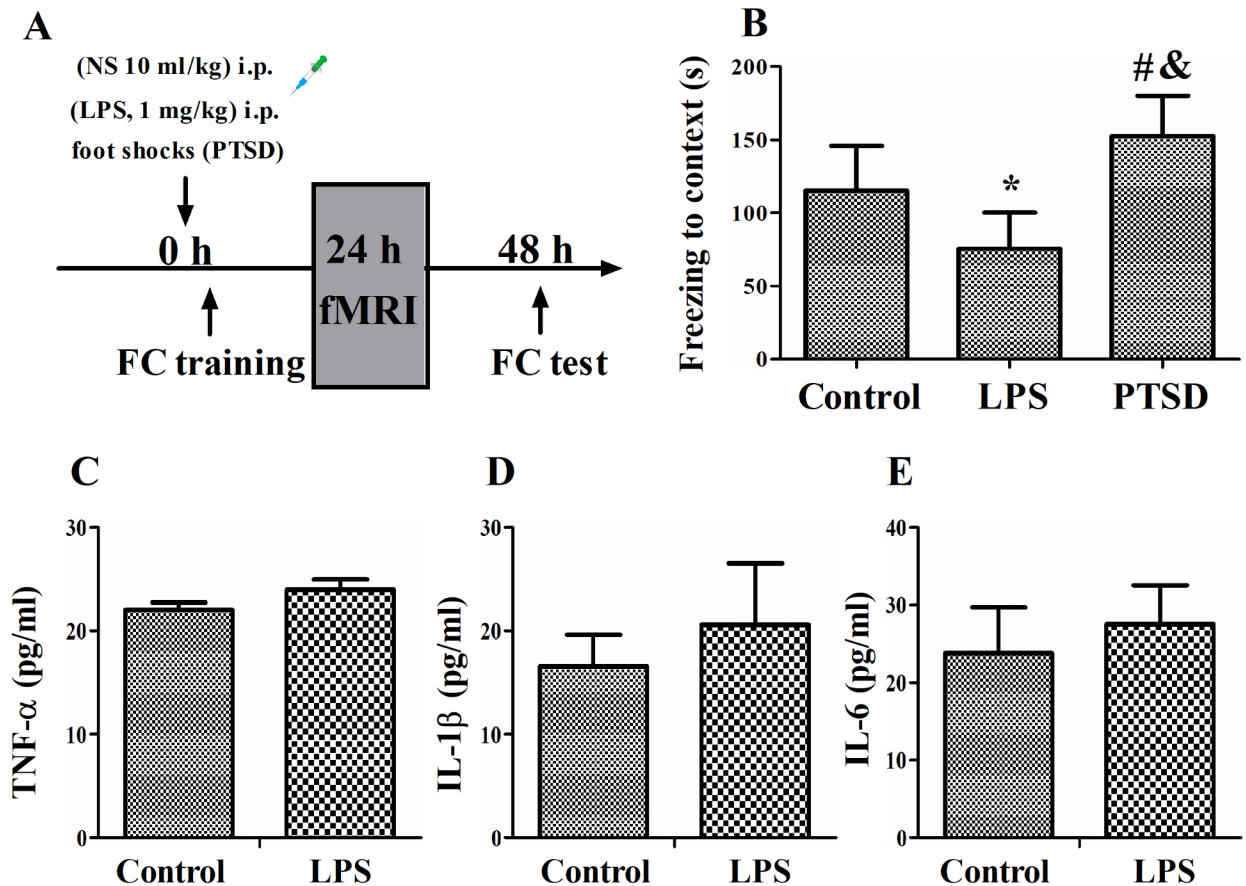 A
(NS 10 ml/kg) i.p.
(LPS, 1 mg/kg) i.p.
foot shocks (PTSD)
0 h
24 h
fMRI
48 h
FC training
FC test
B
Freezing to context (s)
200
150
100
50
0
#&
*
Control
LPS
PTSD
C
TNF-α (pg/ml)
30
20
10
0
Control
LPS
D
IL-1β (pg/ml)
30
20
10
0
Control
LPS
E
IL-6 (pg/ml)
40
30
20
10
0
Control
LPS